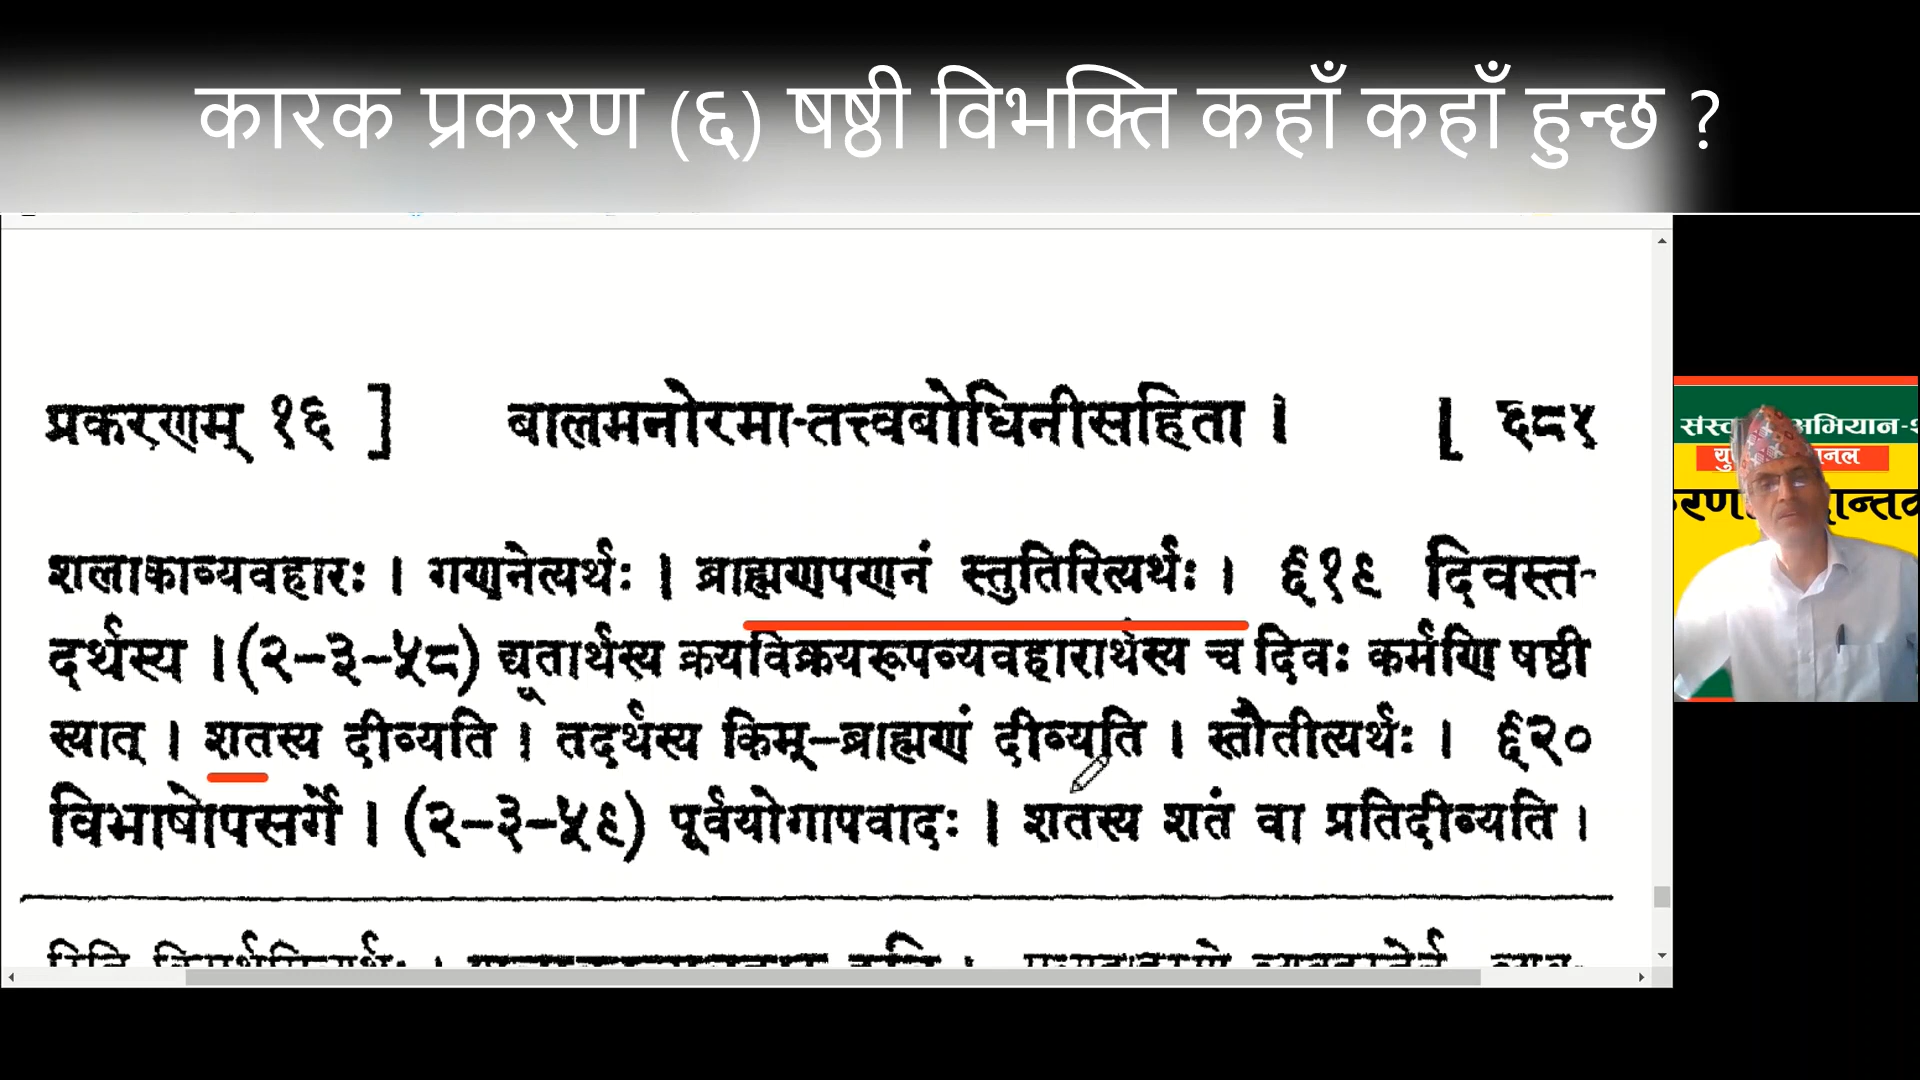 कारक प्रकरण (६) षष्ठी विभक्ति कहाँ कहाँ हुन्छ ?
प्रकरणम् १६ ] बालमनोरमा-तत्त्वबोधिनीसहिता । [ ६८५
शलाकाव्यवहारः । गणनेत्यर्थः । ब्राह्मणपणनं स्तुतिरित्यर्थः । ६१९ दिवस्त-
दर्थस्य । (२-३-५८) द्यूतार्थस्य क्रयविक्रयरूपव्यवहारार्थस्य च दिवः कर्मणि षष्ठी
स्यात् । शतस्य दीव्यति । तदर्थस्य किम्-ब्राह्मणं दीव्यति । स्तौतीत्यर्थः । ६२०
विभाषोपसर्गे । (२-३-५९) पूर्वयोगापवादः । शतस्य शतं वा प्रतिदीव्यति ।